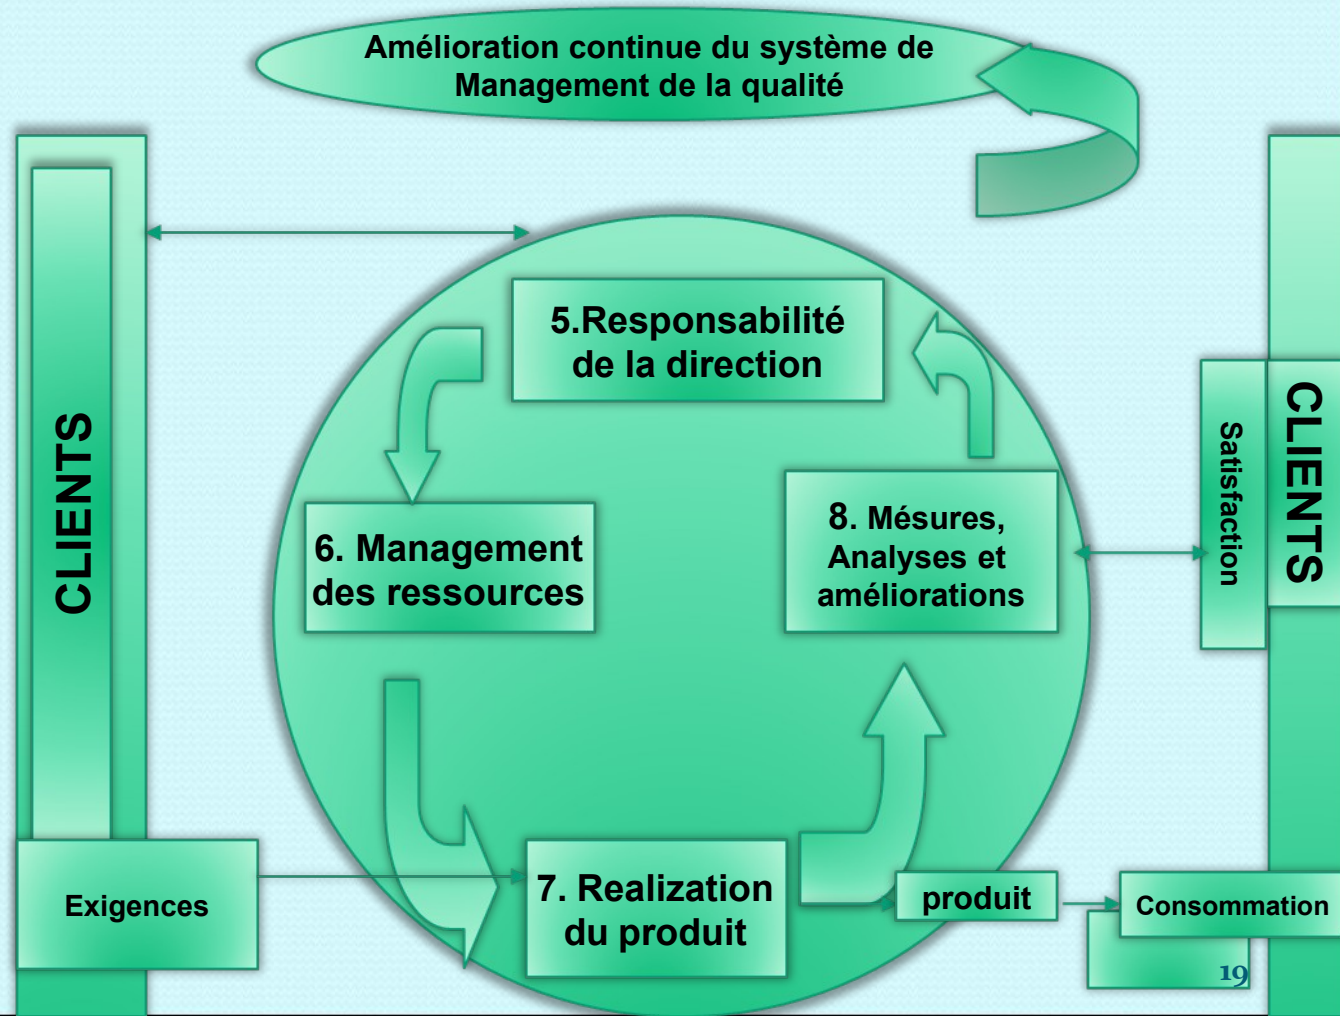 Amélioration continue du système de
Management de la qualité
CLIENTS
5.Responsabilité
de la direction
CLIENTS
Satisfaction
6. Management
des ressources
8. Mésures,
Analyses et
améliorations
Exigences
7. Realization
du produit
produit
Consommation
19